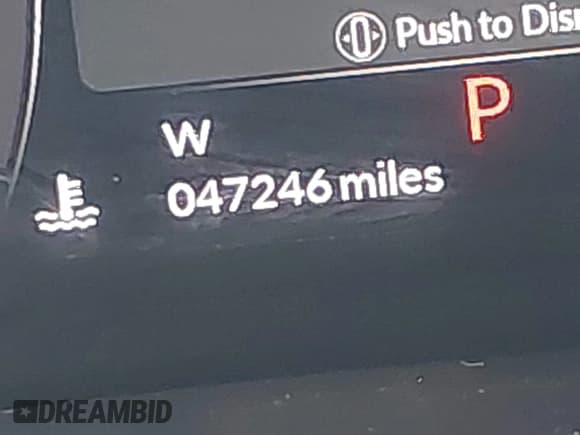 Push to Dis
W
P
047246 miles
DREAMBID